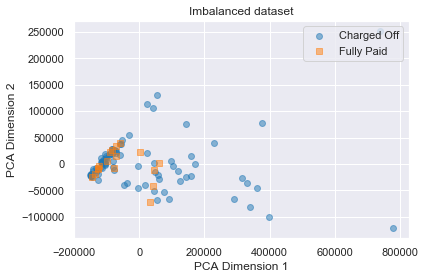 Imbalanced dataset
Charged Off
Fully Paid
PCA Dimension 2
250000
200000
150000
100000
50000
0
−50000
−100000
−200000 0 200000 400000 600000 800000
PCA Dimension 1